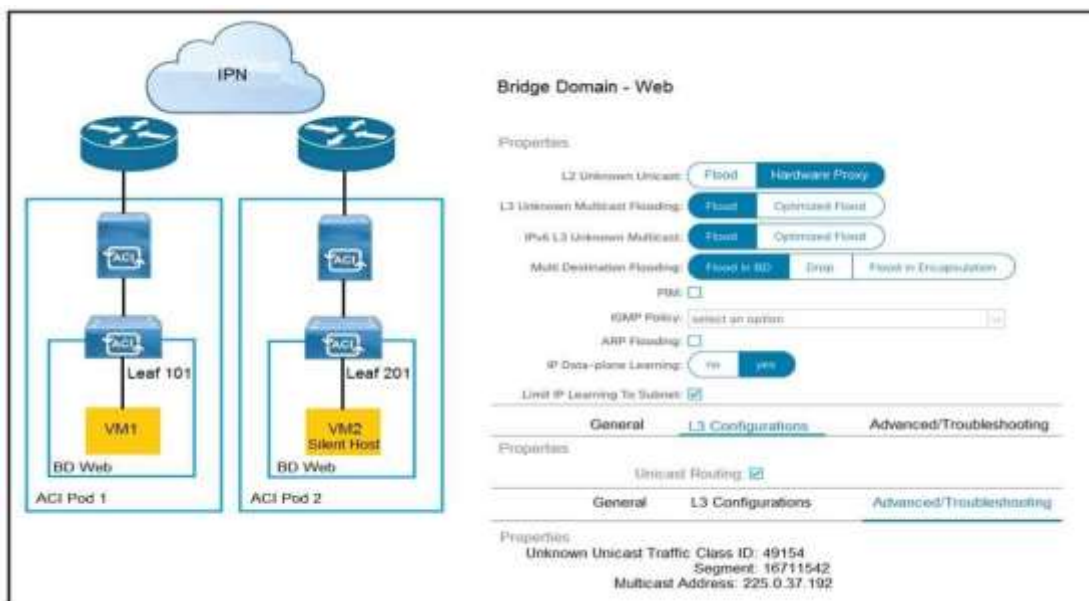 IPN
ACI
ACI
ACI
ACI
Leaf 101
Leaf 201
VM1
VM2
Silent Host
BD Web
BD Web
ACI Pod 1
ACI Pod 2
Bridge Domain - Web
Properties
L2 Unknown Unicast: Flood Hardware Proxy
L3 Unknown Multicast Flooding: Flood Optimized Flood
IPv6 L3 Unknown Multicast: Flood Optimized Flood
Multi Destination Flooding: Flood in BD Drop Flood in Encapsulation
PIM:
IGMP Policy: select an option
ARP Flooding:
IP Data-plane Learning: no yes
Limit IP Learning To Subnet:
General L3 Configurations Advanced/Troubleshooting
Properties
Unicast Routing:
General L3 Configurations Advanced/Troubleshooting
Properties
Unknown Unicast Traffic Class ID: 49154
Segment: 16711542
Multicast Address: 225.0.37.192